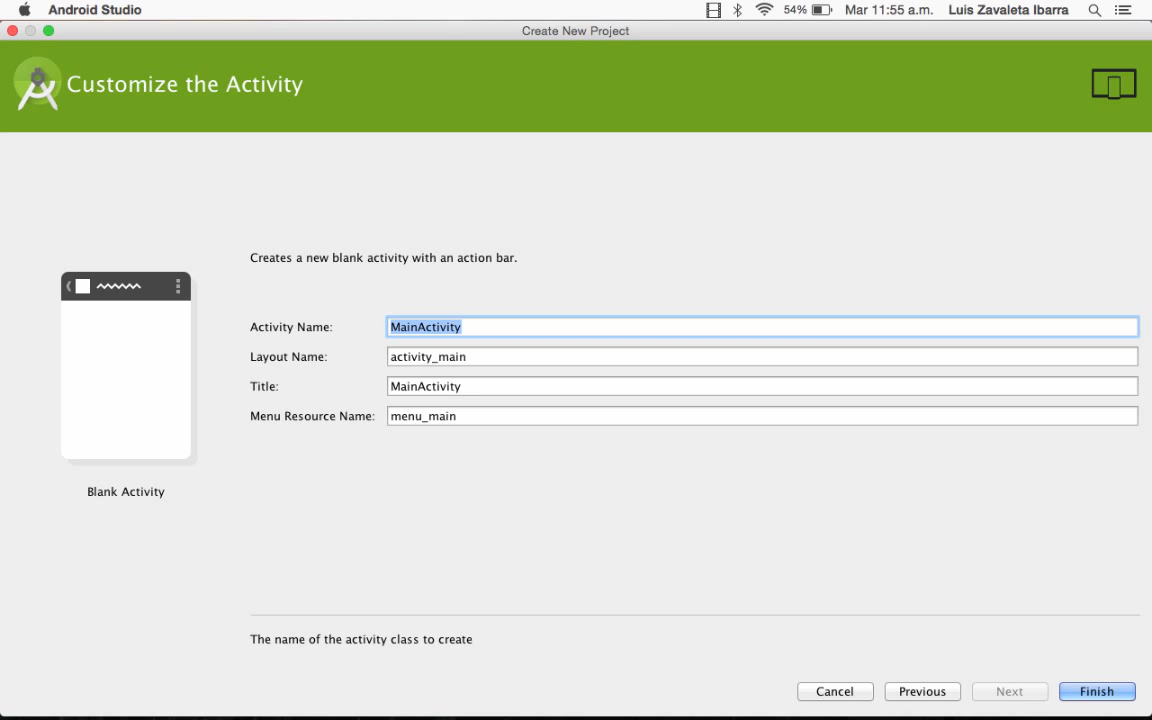 Android Studio 54% Mar 11:55 a.m. Luis Zavaleta Ibarra
Create New Project
Customize the Activity
Creates a new blank activity with an action bar.
Activity Name: MainActivity
Layout Name: activity_main
Title: MainActivity
Menu Resource Name: menu_main
Blank Activity
The name of the activity class to create
Cancel Previous Next Finish